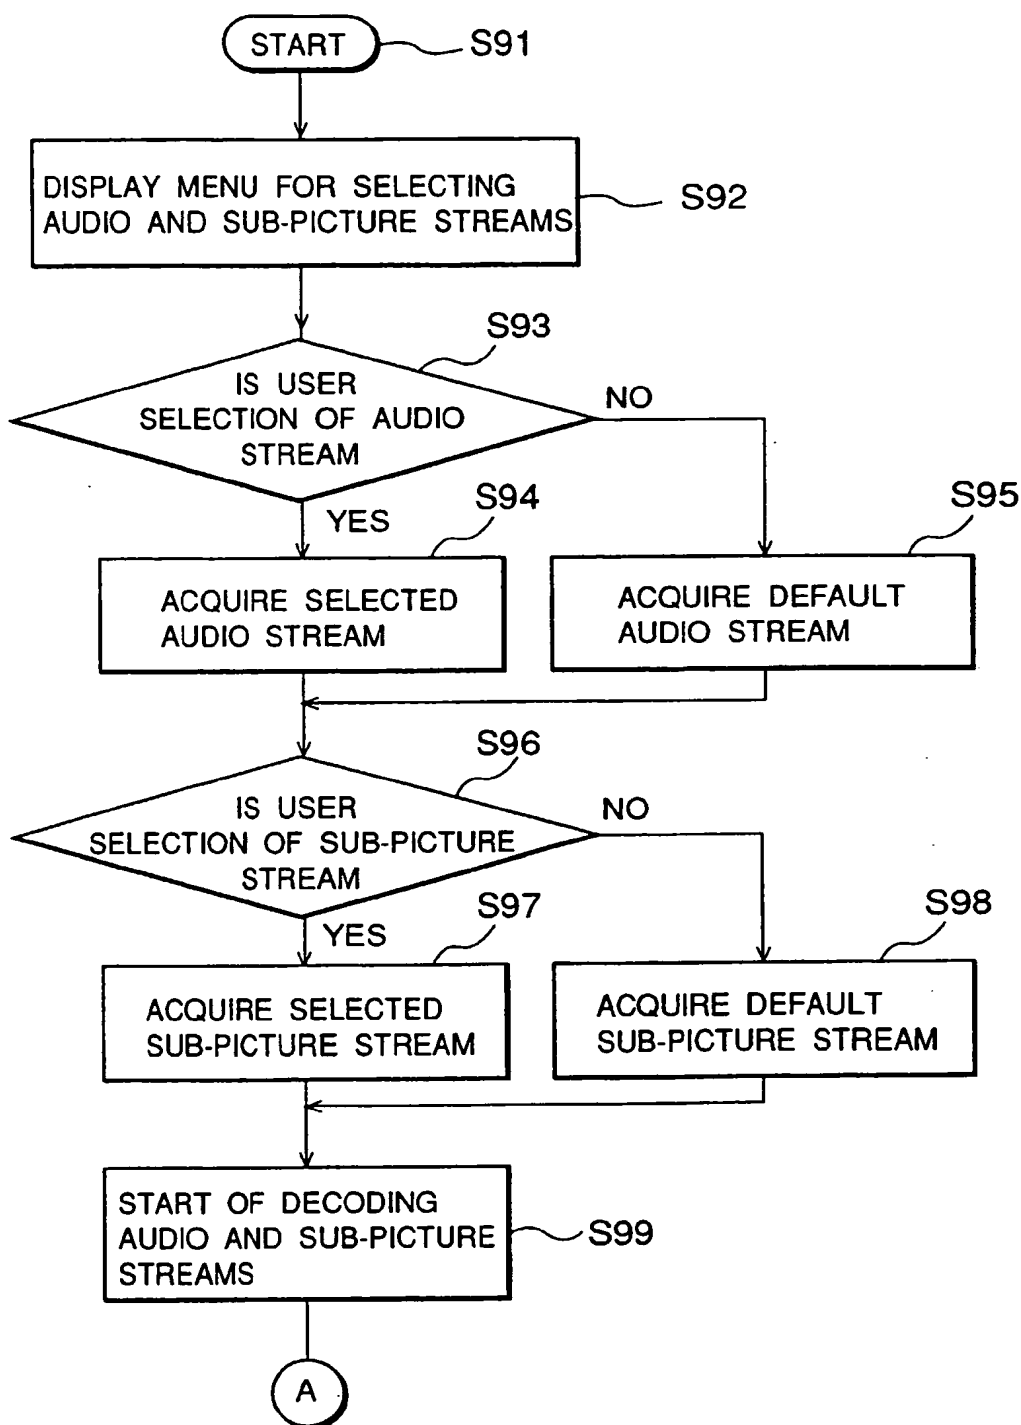 START
S91
DISPLAY MENU FOR SELECTING
AUDIO AND SUB-PICTURE STREAMS
S92
S93
IS USER
SELECTION OF AUDIO
STREAM
NO
YES
S94
S95
ACQUIRE SELECTED
AUDIO STREAM
ACQUIRE DEFAULT
AUDIO STREAM
S96
IS USER
SELECTION OF SUB-PICTURE
STREAM
NO
YES
S97
S98
ACQUIRE SELECTED
SUB-PICTURE STREAM
ACQUIRE DEFAULT
SUB-PICTURE STREAM
START OF DECODING
AUDIO AND SUB-PICTURE
STREAMS
S99
A